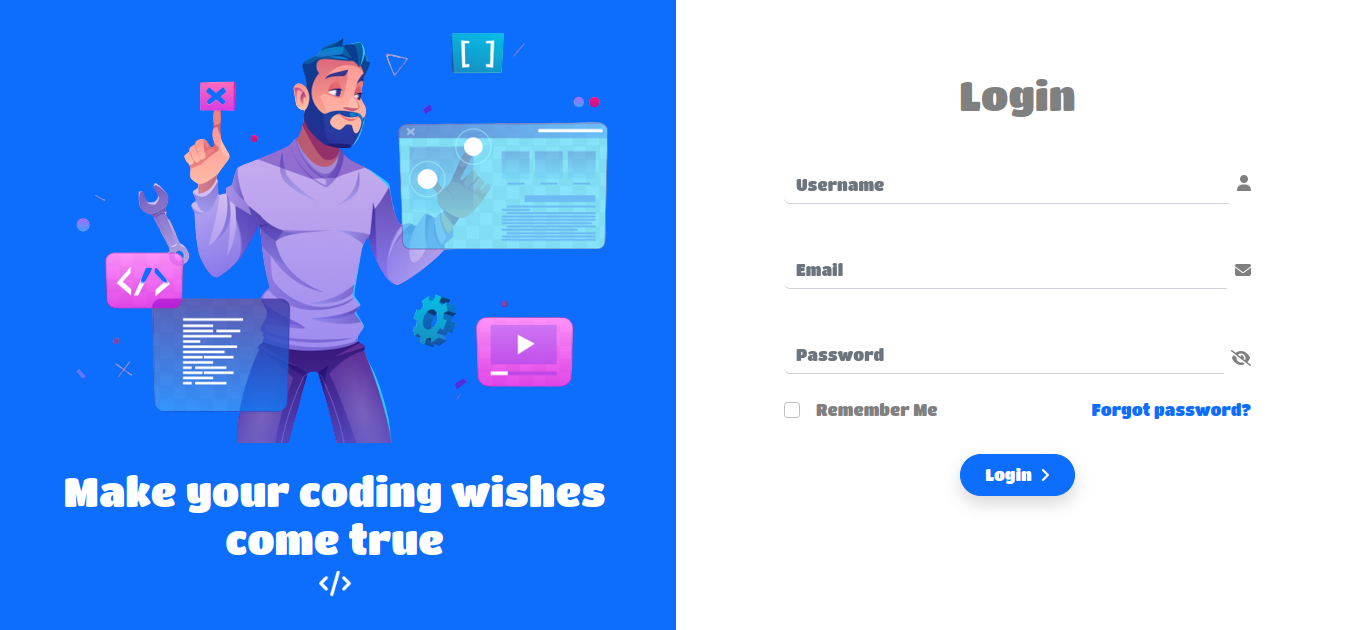 [ ]
</>
Make your coding wishes
come true
</>
Login
Username
Email
Password
Remember Me
Forgot password?
Login